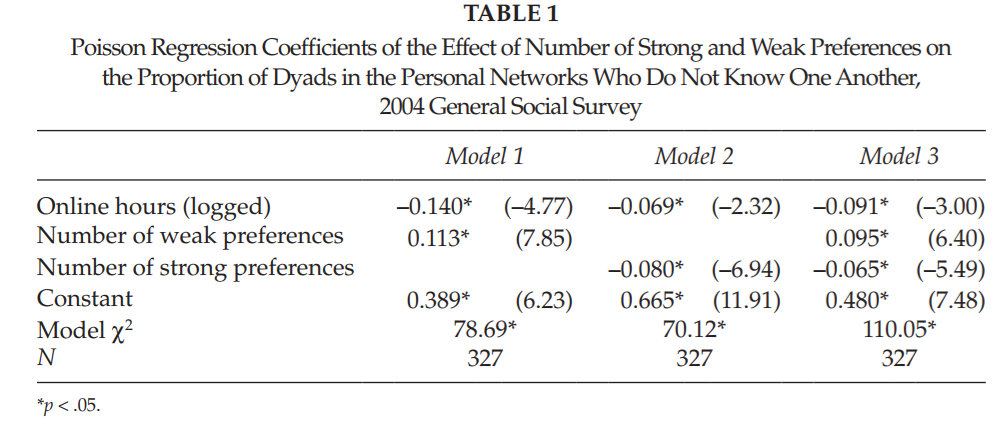 TABLE 1
Poisson Regression Coefficients of the Effect of Number of Strong and Weak Preferences on
the Proportion of Dyads in the Personal Networks Who Do Not Know One Another,
2004 General Social Survey
Model 1 Model 2 Model 3
Online hours (logged) –0.140* (–4.77) –0.069* (–2.32) –0.091* (–3.00)
Number of weak preferences 0.113* (7.85) 0.095* (6.40)
Number of strong preferences –0.080* (–6.94) –0.065* (–5.49)
Constant 0.389* (6.23) 0.665* (11.91) 0.480* (7.48)
Model χ² 78.69* 70.12* 110.05*
N 327 327 327
*p < .05.